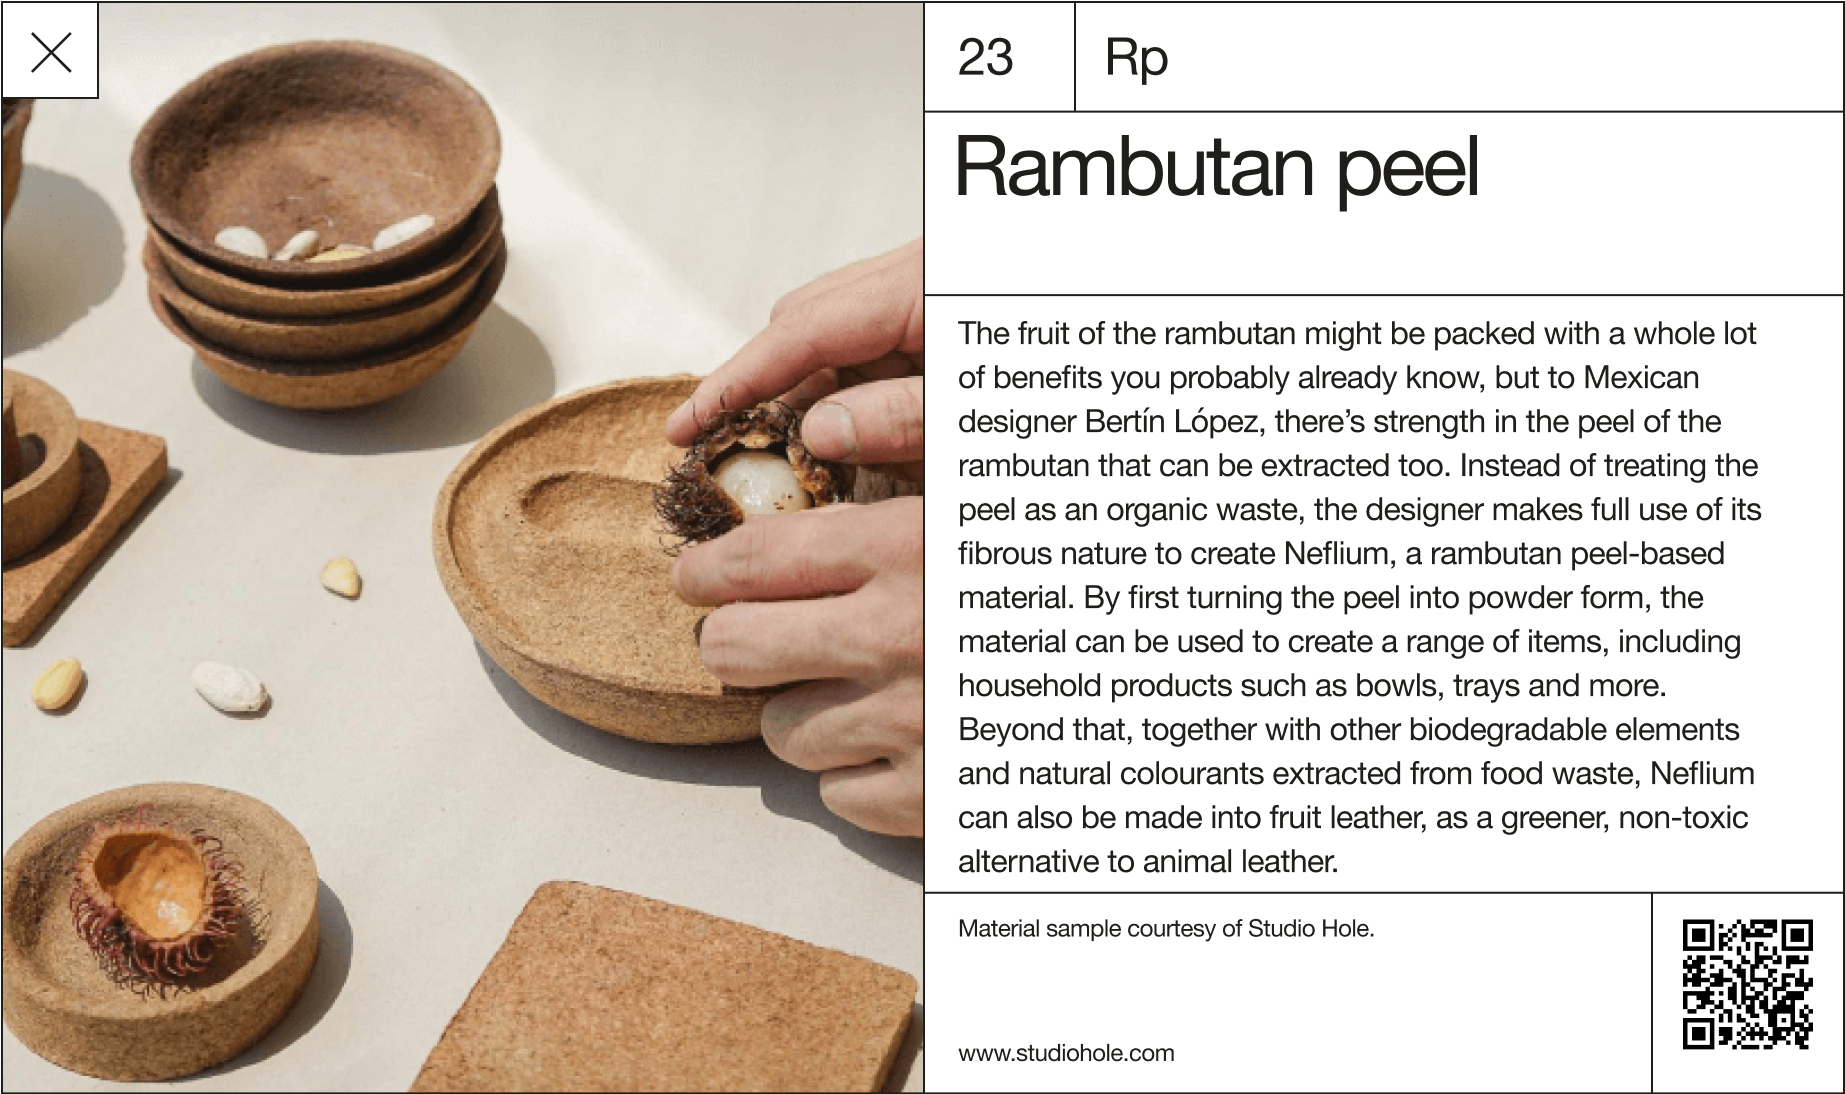 23
Rp
Rambutan peel
The fruit of the rambutan might be packed with a whole lot
of benefits you probably already know, but to Mexican
designer Bertín López, there’s strength in the peel of the
rambutan that can be extracted too. Instead of treating the
peel as an organic waste, the designer makes full use of its
fibrous nature to create Neflium, a rambutan peel-based
material. By first turning the peel into powder form, the
material can be used to create a range of items, including
household products such as bowls, trays and more.
Beyond that, together with other biodegradable elements
and natural colourants extracted from food waste, Neflium
can also be made into fruit leather, as a greener, non-toxic
alternative to animal leather.
Material sample courtesy of Studio Hole.
www.studiohole.com